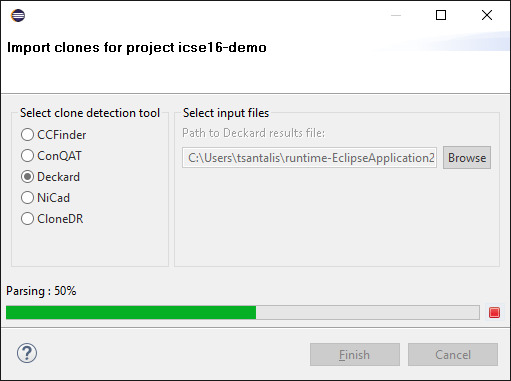 Import clones for project icse16-demo
Select clone detection tool
CCFinder
ConQAT
Deckard
NiCad
CloneDR
Select input files
Path to Deckard results file:
C:\Users\tsantalis\runtime-EclipseApplication2
Browse
Parsing : 50%
?
Finish
Cancel